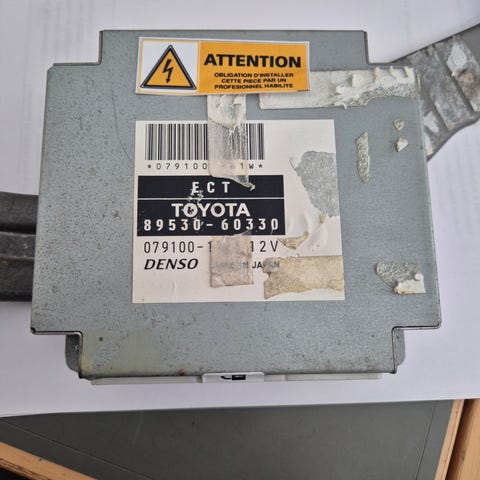 ATTENTION
OBLIGATION D'INSTALLER
CETTE PIECE PAR UN
PROFESIONNEL HABILITE
ECT
TOYOTA
89530-60330
12V
DENSO JAPAN